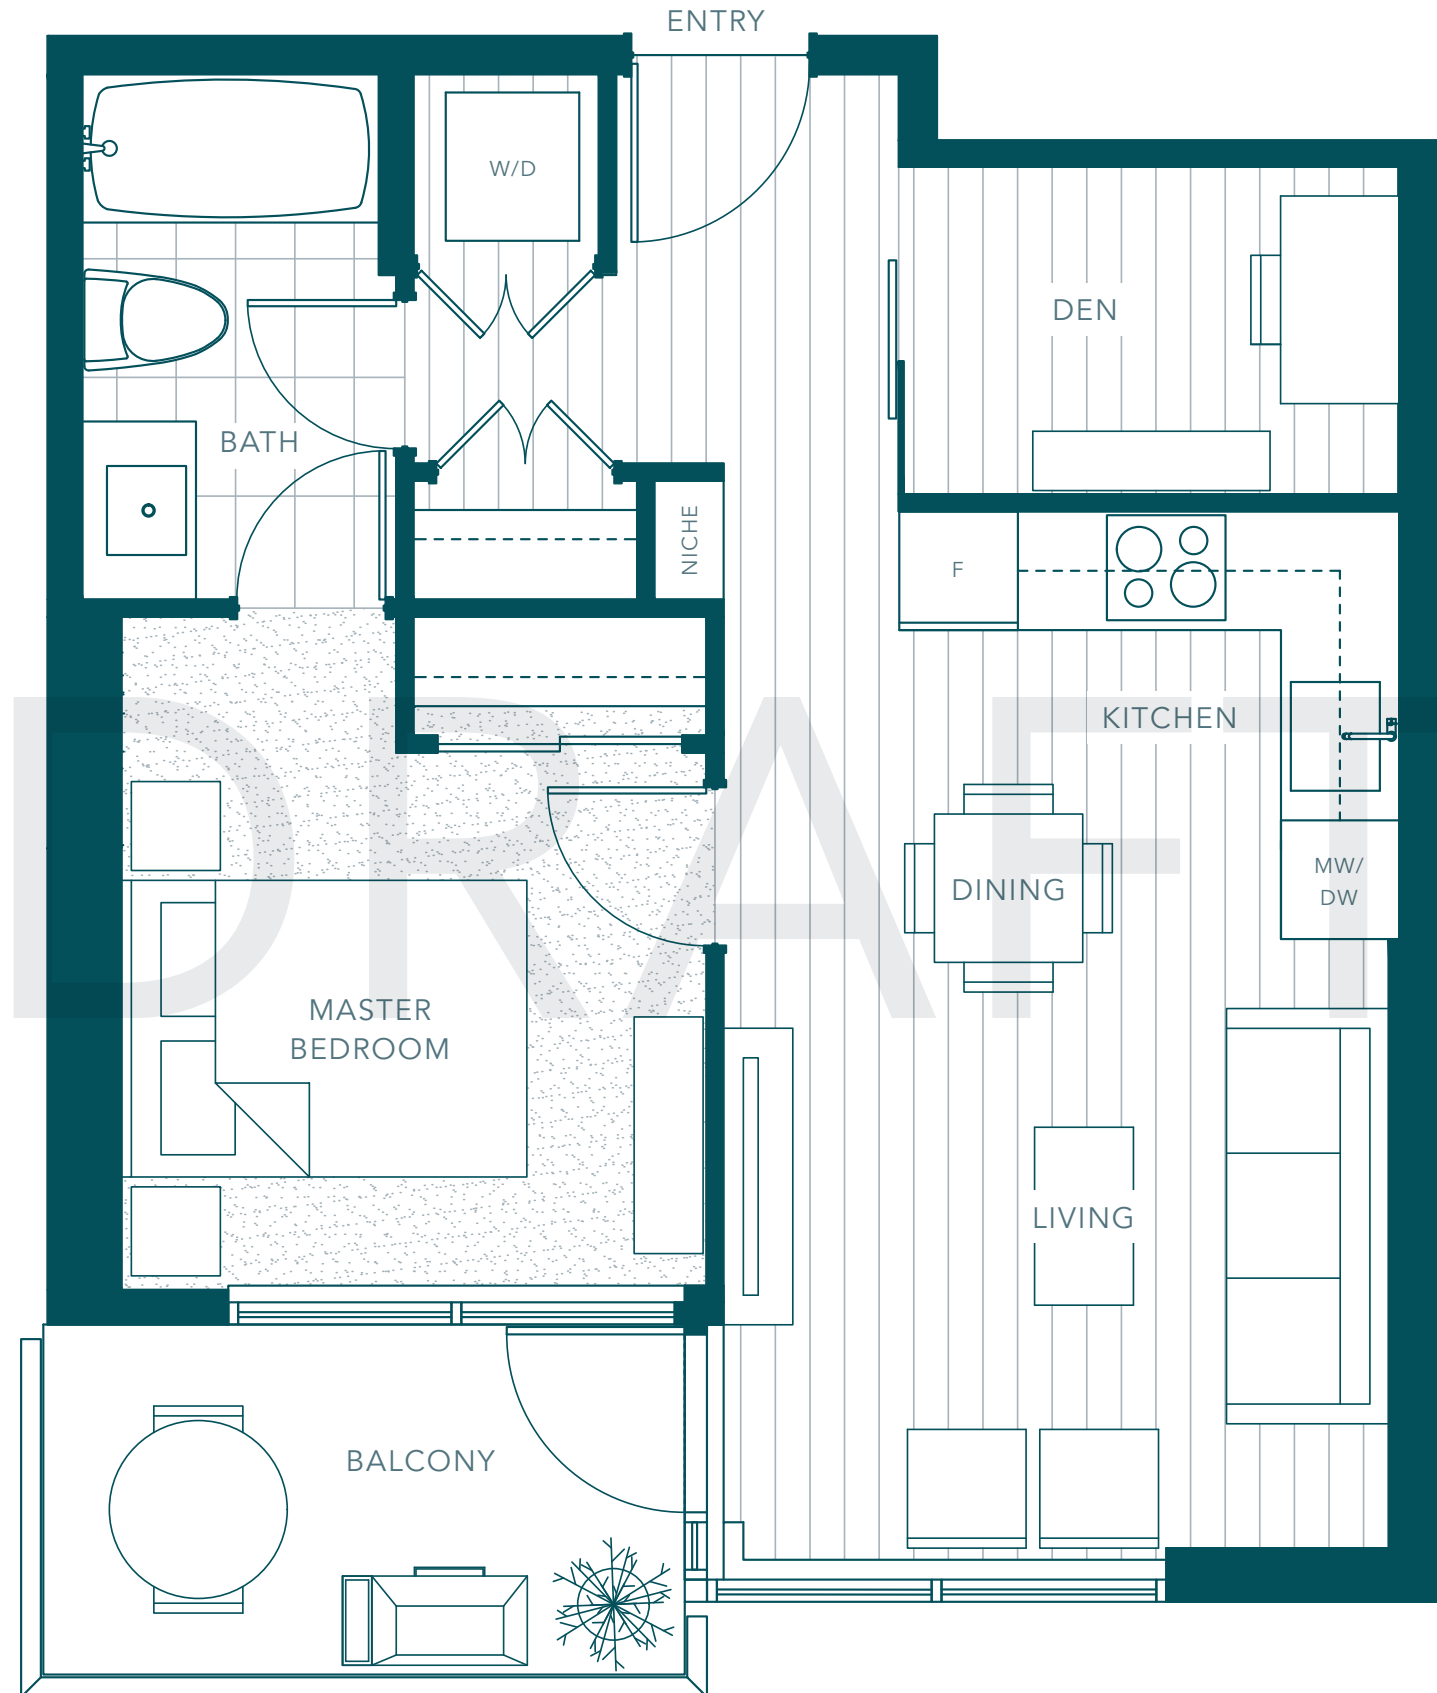 ENTRY
W/D
DEN
BATH
NICHE
F
KITCHEN
MW/
DW
DINING
MASTER
BEDROOM
LIVING
BALCONY
DRAFT